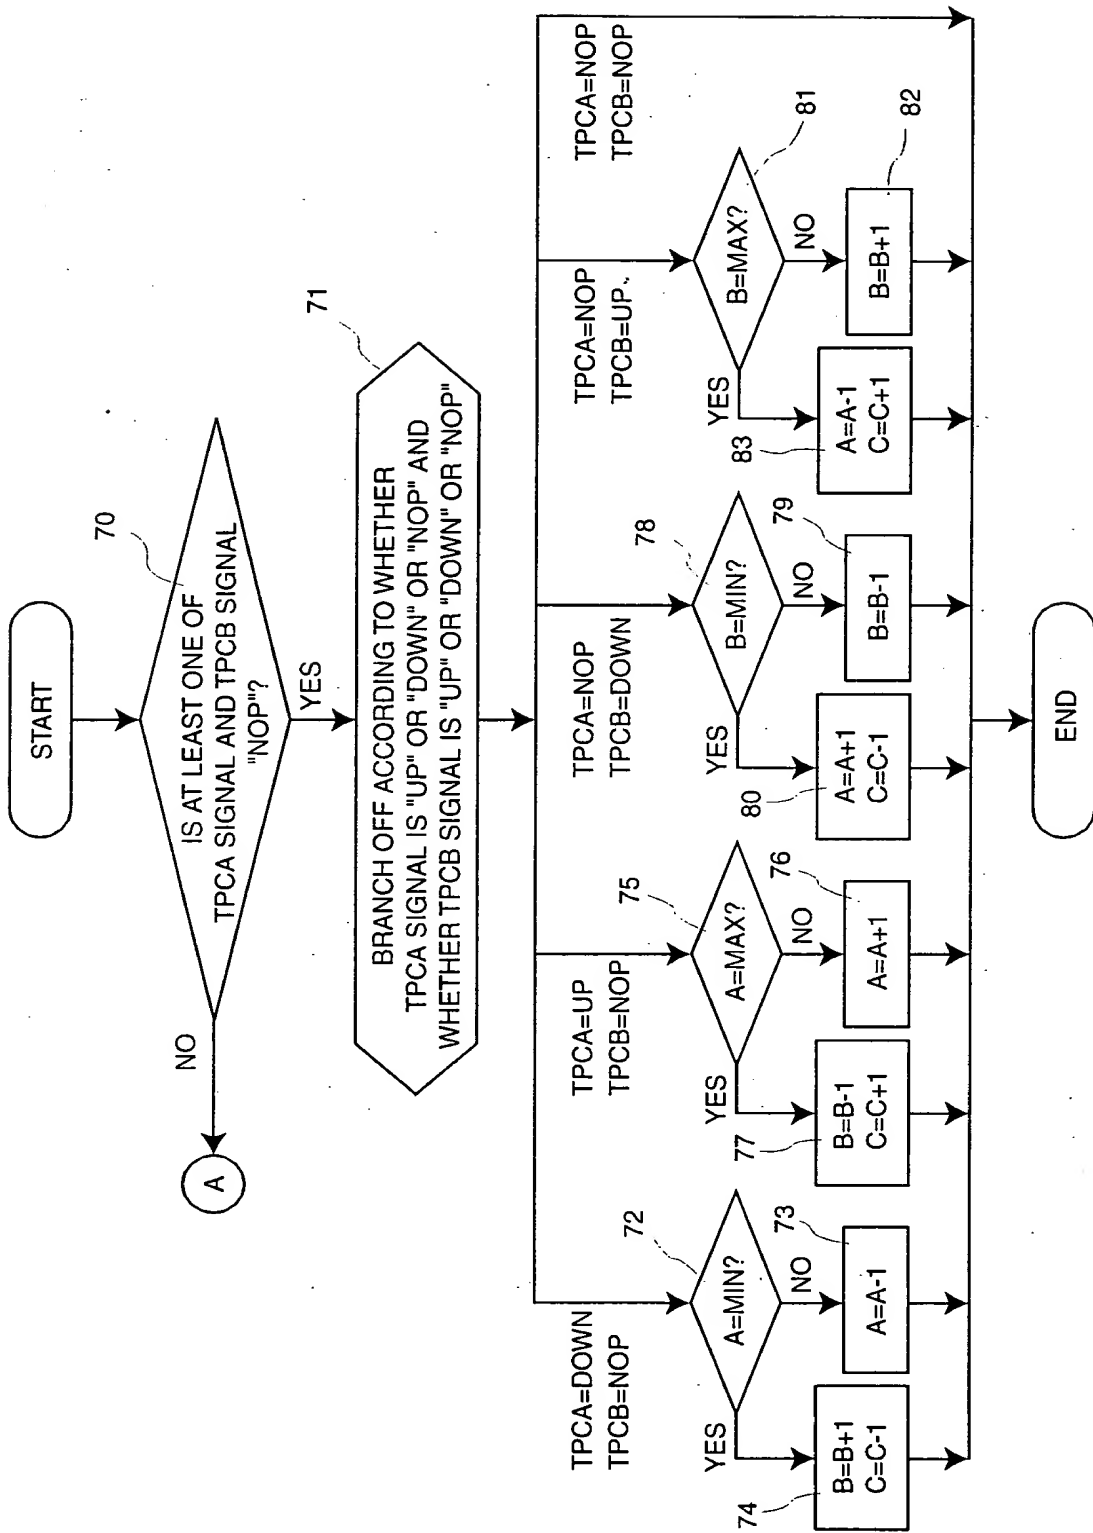 START
70
IS AT LEAST ONE OF
TPCA SIGNAL AND TPCB SIGNAL
"NOP"?
NO
A
YES
71
BRANCH OFF ACCORDING TO WHETHER
TPCA SIGNAL IS "UP" OR "DOWN" OR "NOP" AND
WHETHER TPCB SIGNAL IS "UP" OR "DOWN" OR "NOP"
TPCA=DOWN
TPCB=NOP
72
A=MIN?
YES
NO
74
B=B+1
C=C-1
73
A=A-1
TPCA=UP
TPCB=NOP
75
A=MAX?
YES
NO
77
B=B-1
C=C+1
76
A=A+1
TPCA=NOP
TPCB=DOWN
78
B=MIN?
YES
NO
80
A=A+1
C=C-1
79
B=B-1
TPCA=NOP
TPCB=UP
81
B=MAX?
YES
NO
83
A=A-1
C=C+1
82
B=B+1
TPCA=NOP
TPCB=NOP
END